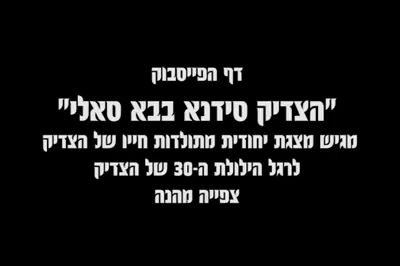 דף הפייסבוק
"הצדיק סידנא בבא סאלי"
מגיש מצגת יחודית מתולדות חייו של הצדיק
לרגל הילולת ה-30 של הצדיק
צפייה מהנה